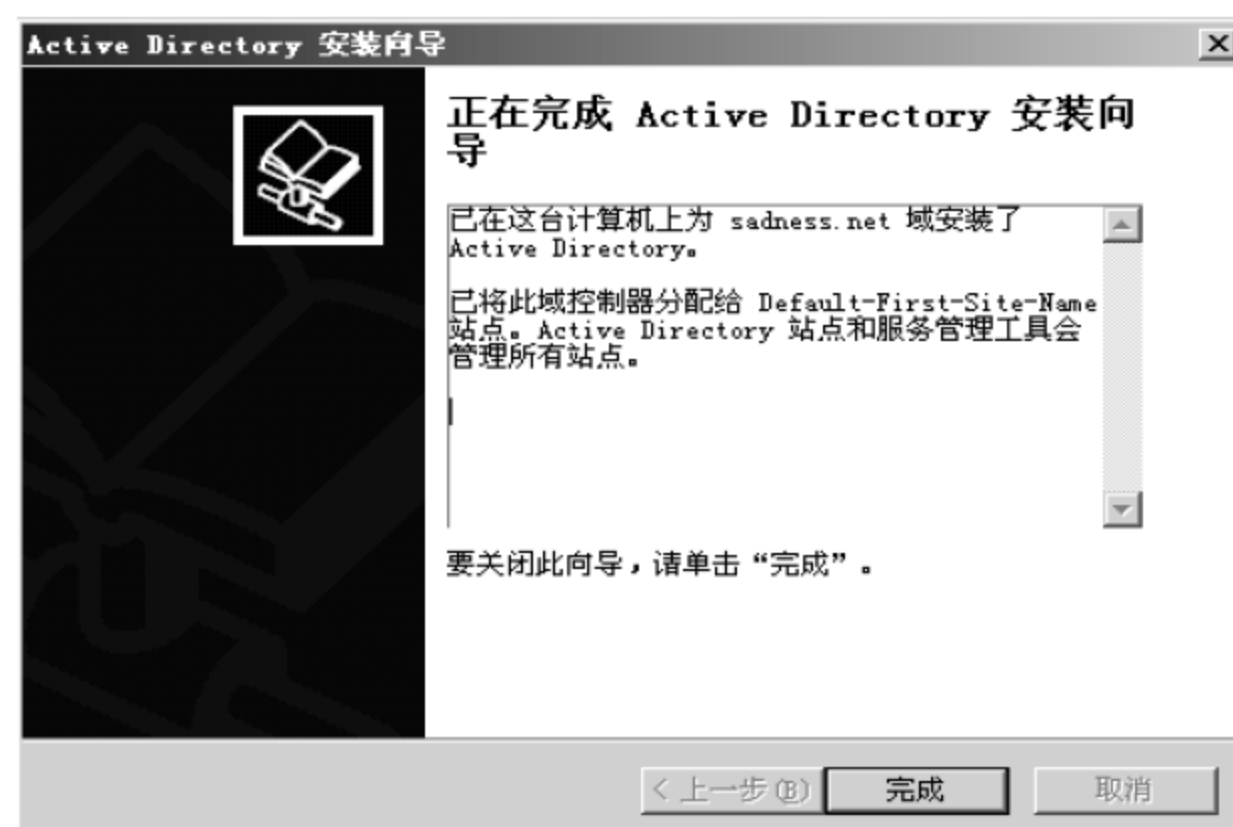 Active Directory 安装向导
正在完成 Active Directory 安装向
导
已在这台计算机上为 sadness.net 域安装了
Active Directory。
已将此域控制器分配给 Default-First-Site-Name
站点。Active Directory 站点和服务管理工具会
管理所有站点。
要关闭此向导，请单击“完成”。
< 上一步(B)
完成
取消